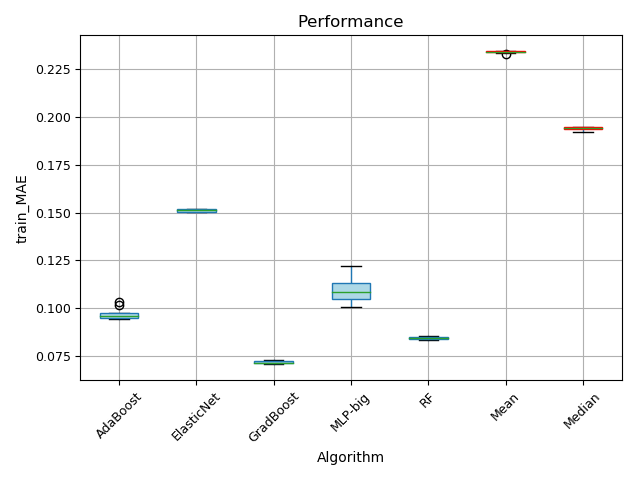 Performance
0.225
0.200
0.175
0.150
0.125
0.100
0.075
train_MAE
AdaBoost
ElasticNet
GradBoost
MLP-big
RF
Mean
Median
Algorithm